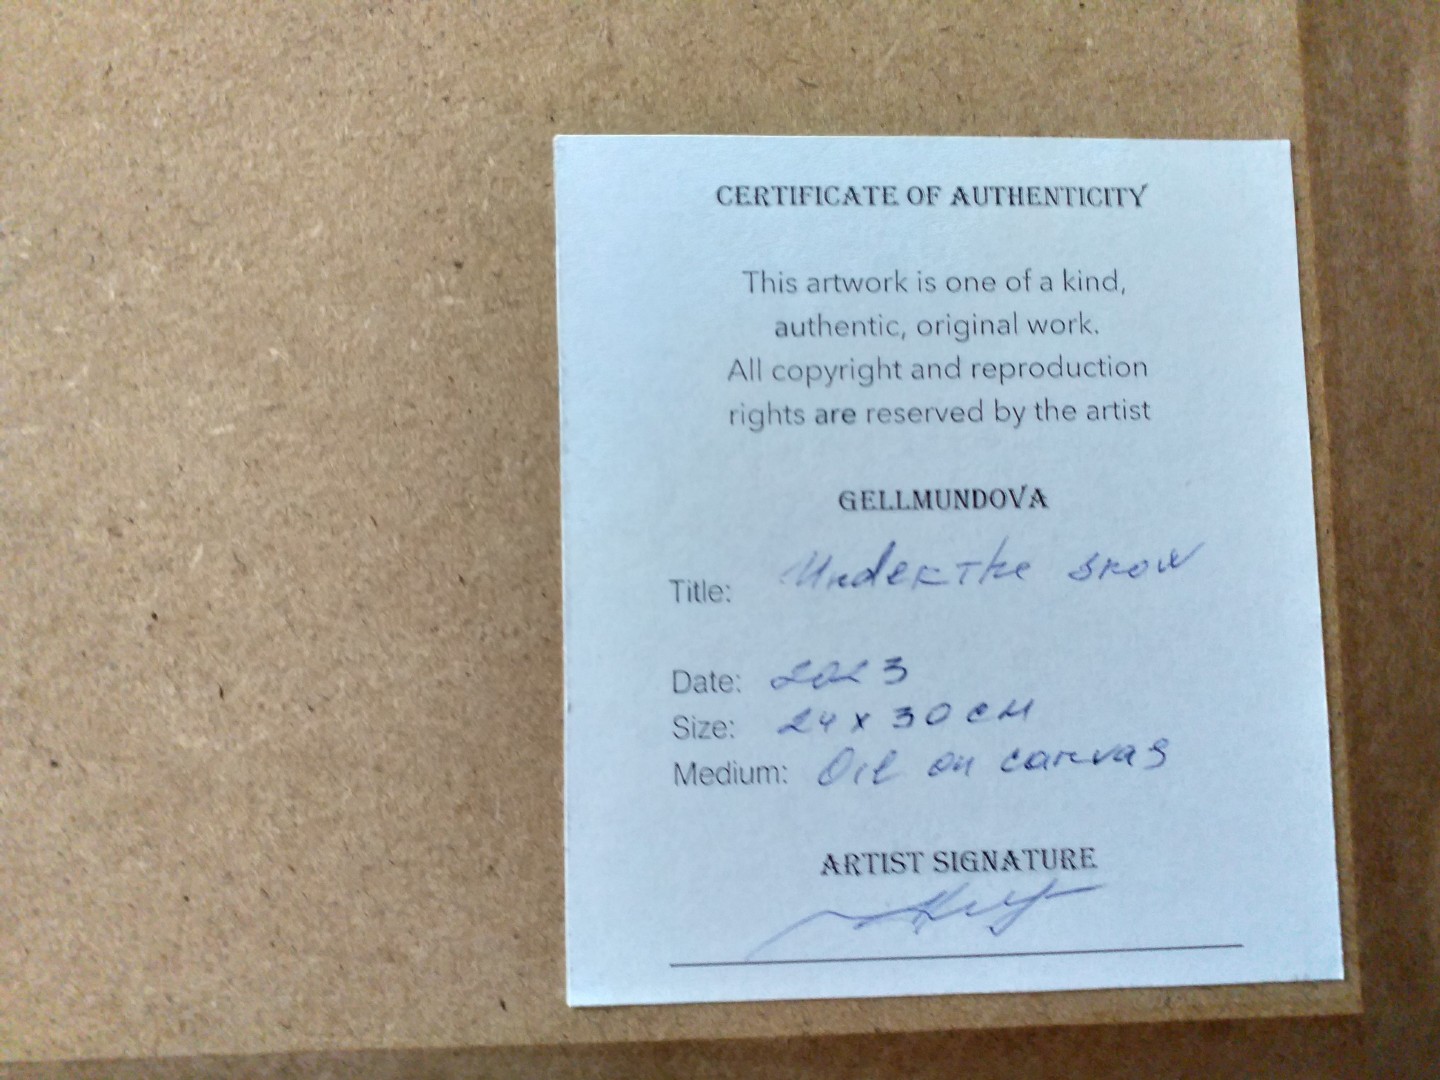 CERTIFICATE OF AUTHENTICITY
This artwork is one of a kind,
authentic, original work.
All copyright and reproduction
rights are reserved by the artist
GELLMUNDOVA
Title: Under the snow
Date: 2023
Size: 24 x 30 cм
Medium: Oil on canvas
ARTIST SIGNATURE